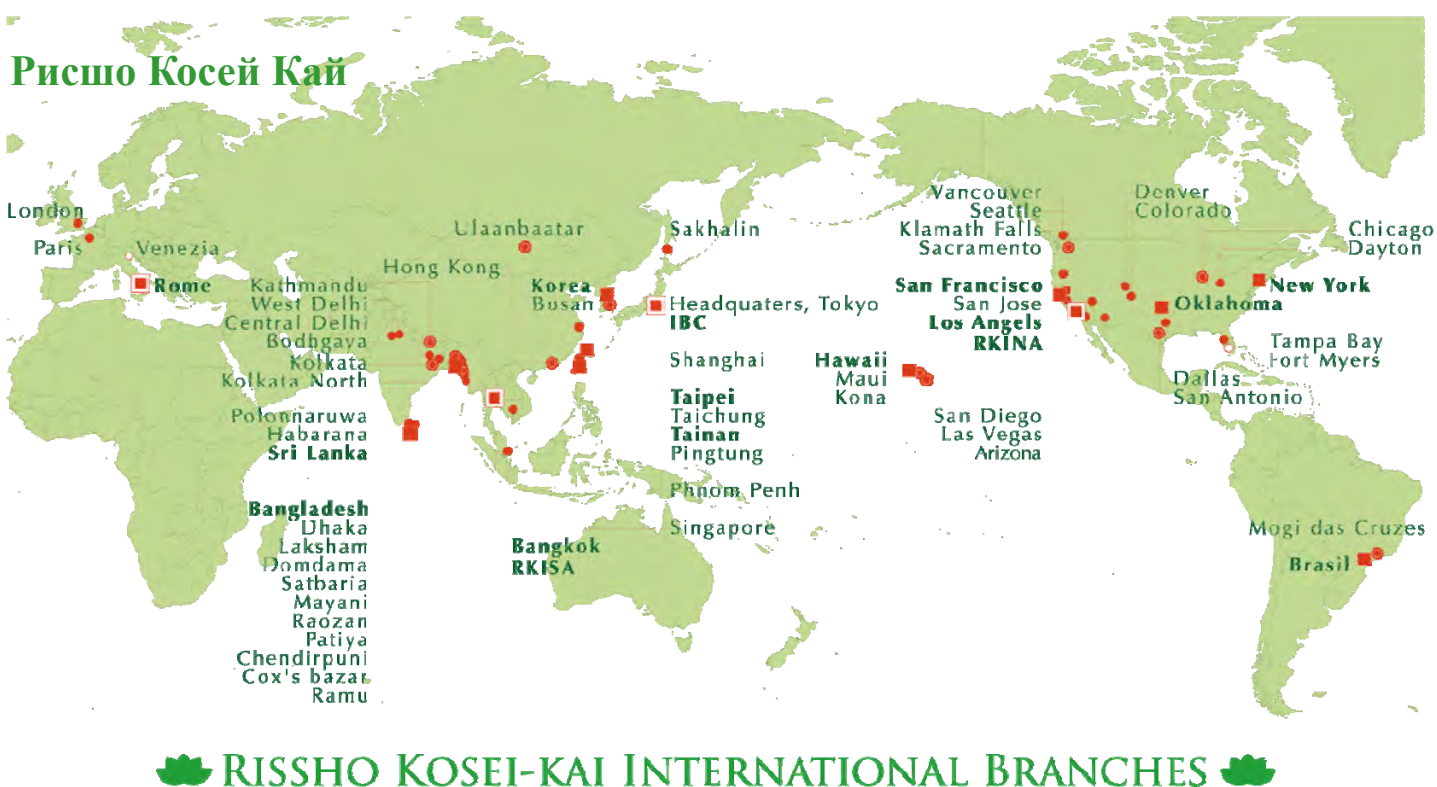 Рисшо Косей Кай
London
Paris
Venezia
Rome
Ulaanbaatar
Hong Kong
Kathmandu
West Delhi
Central Delhi
Bodhgaya
Kolkata
Kolkata North
Polonnaruwa
Habarana
Sri Lanka
Bangladesh
Dhaka
Laksham
Domdama
Satbaria
Mayani
Raozan
Patiya
Chendirpuni
Cox's bazar
Ramu
Korea
Busan
Bangkok
RKISA
Sakhalin
Headquaters, Tokyo
IBC
Shanghai
Taipei
Taichung
Tainan
Pingtung
Phnom Penh
Singapore
Hawaii
Maui
Kona
Vancouver
Seattle
Klamath Falls
Sacramento
San Francisco
San Jose
Los Angels
RKINA
San Diego
Las Vegas
Arizona
Denver
Colorado
Chicago
Dayton
New York
Oklahoma
Tampa Bay
Fort Myers
Dallas
San Antonio
Mogi das Cruzes
Brasil
RISSHO KOSEI-KAI INTERNATIONAL BRANCHES